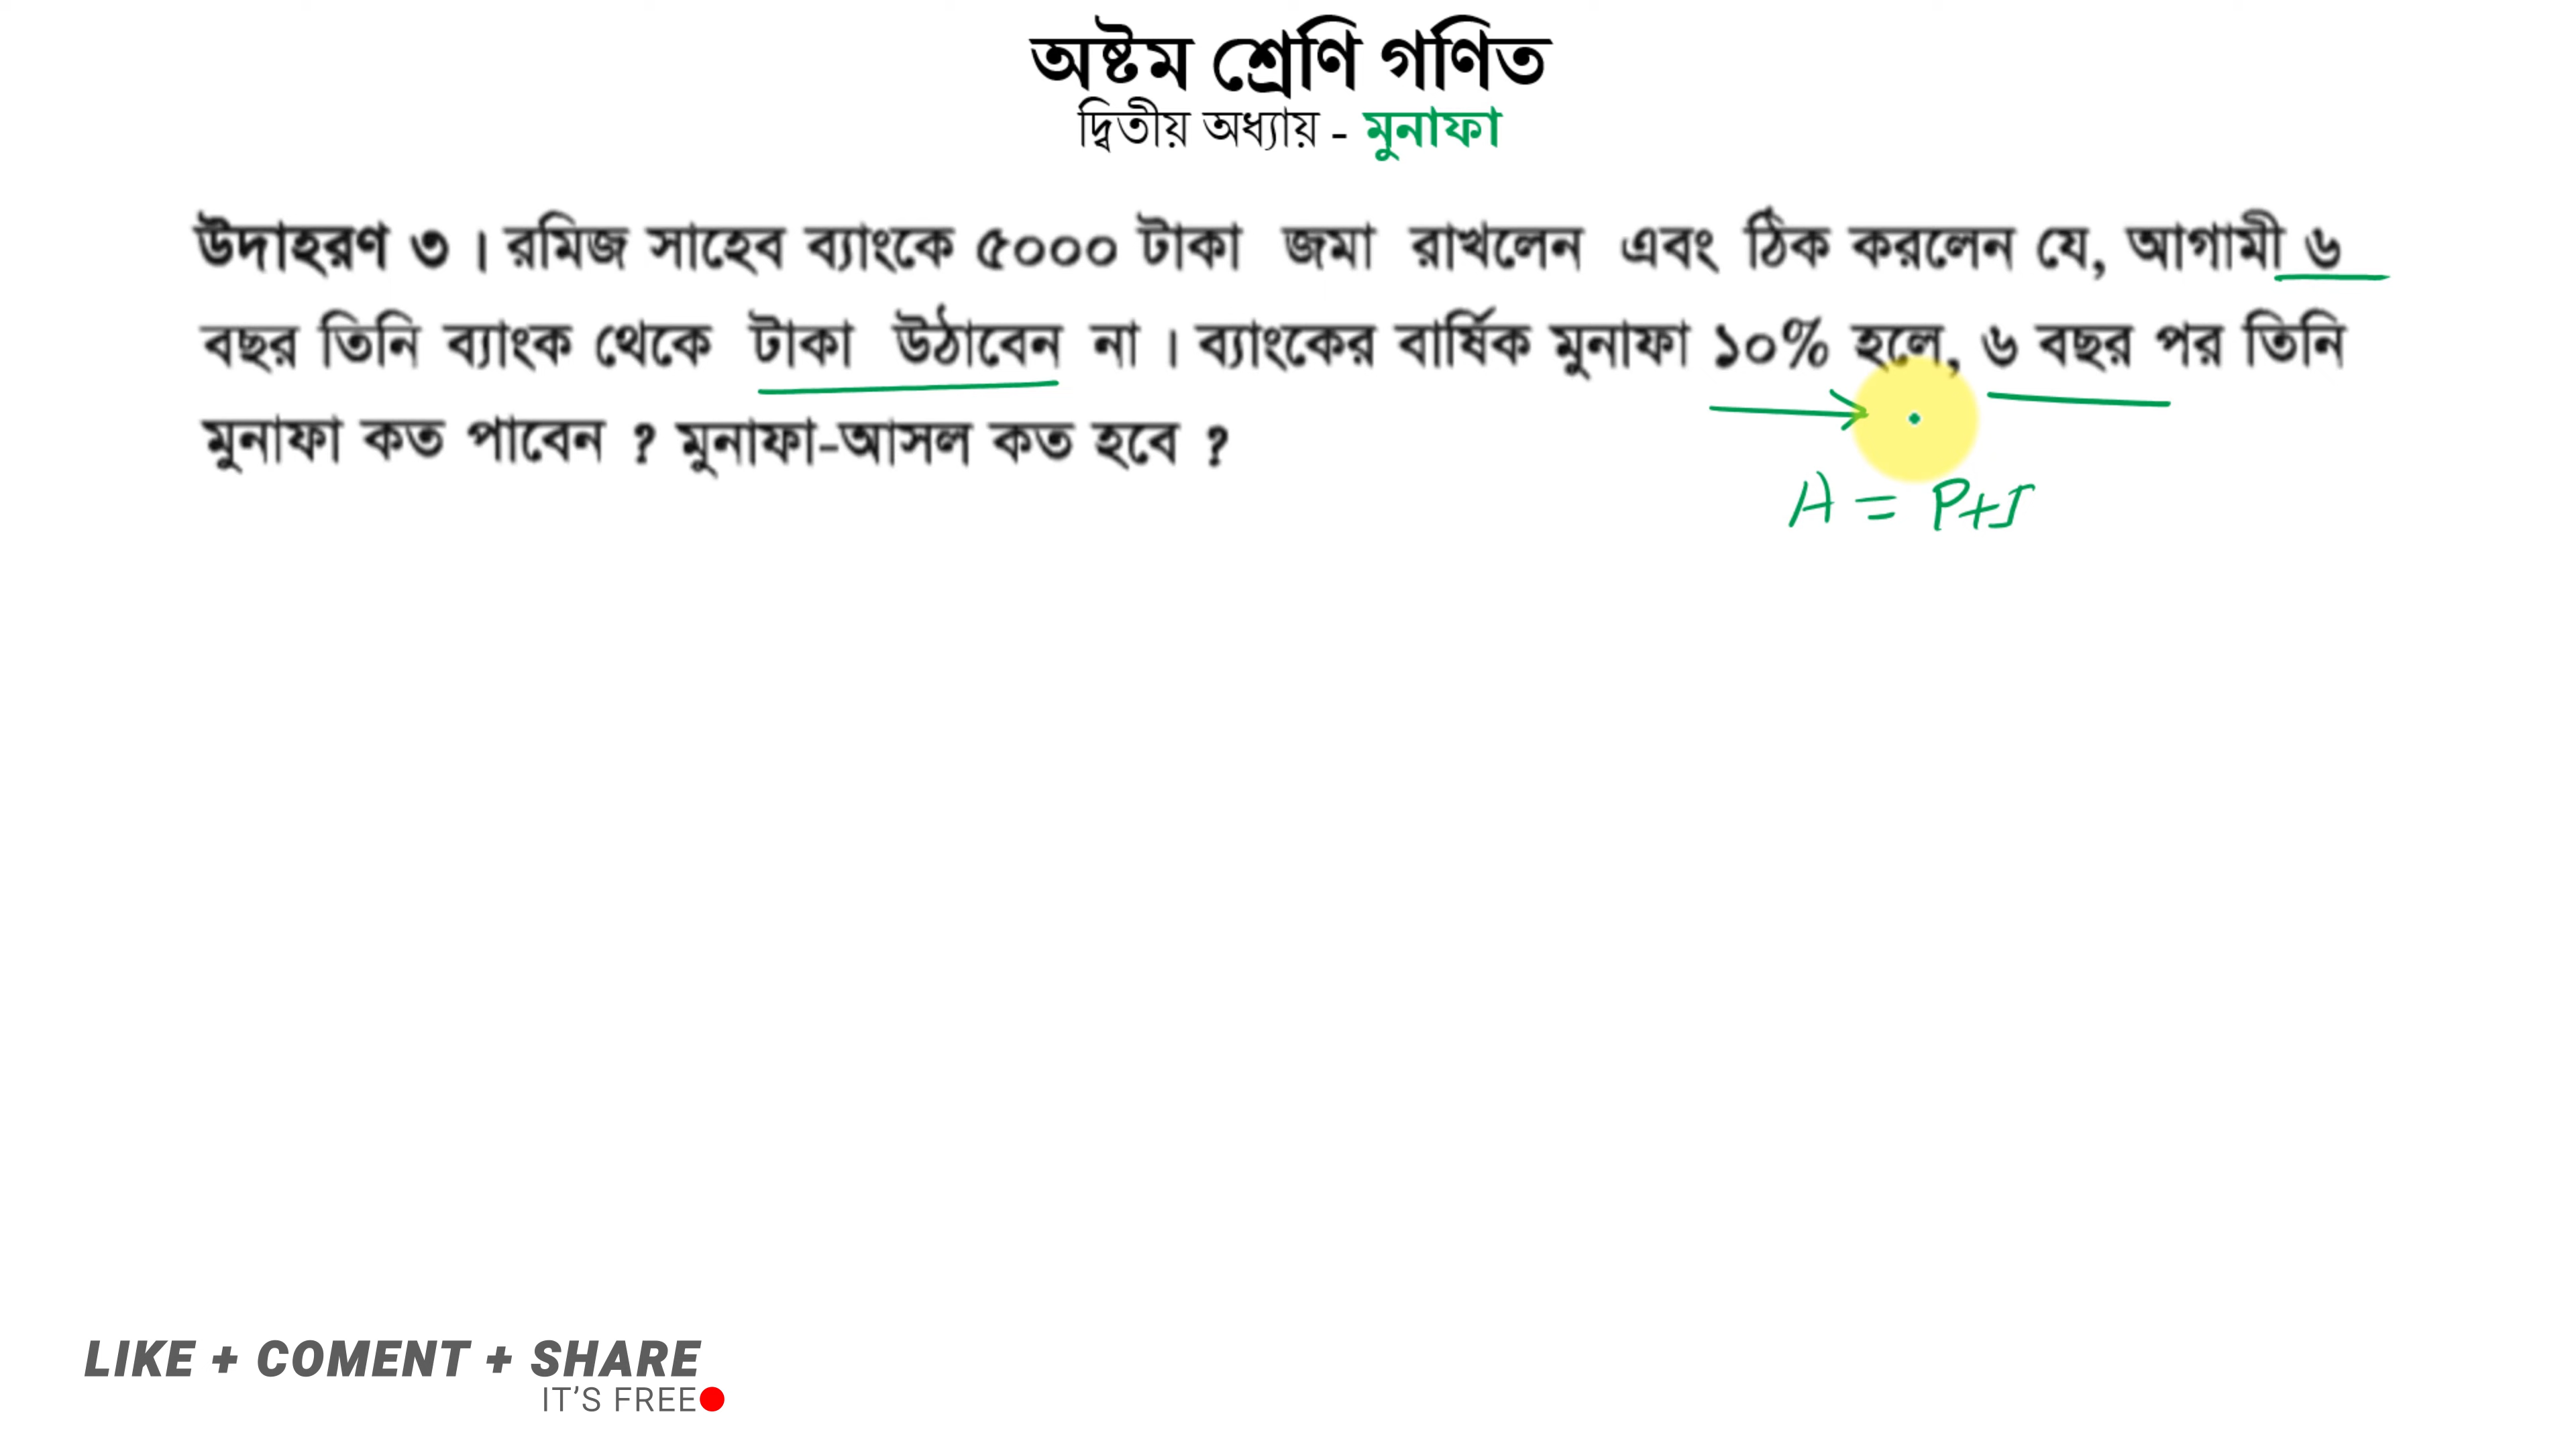 অষ্টম শ্রেণি গণিত
দ্বিতীয় অধ্যায় - মুনাফা
উদাহরণ ৩ । রমিজ সাহেব ব্যাংকে ৫০০০ টাকা জমা রাখলেন এবং ঠিক করলেন যে, আগামী ৬
বছর তিনি ব্যাংক থেকে টাকা উঠাবেন না । ব্যাংকের বার্ষিক মুনাফা ১০% হলে, ৬ বছর পর তিনি
মুনাফা কত পাবেন ? মুনাফা-আসল কত হবে ?
A = P+I
LIKE + COMENT + SHARE
IT'S FREE